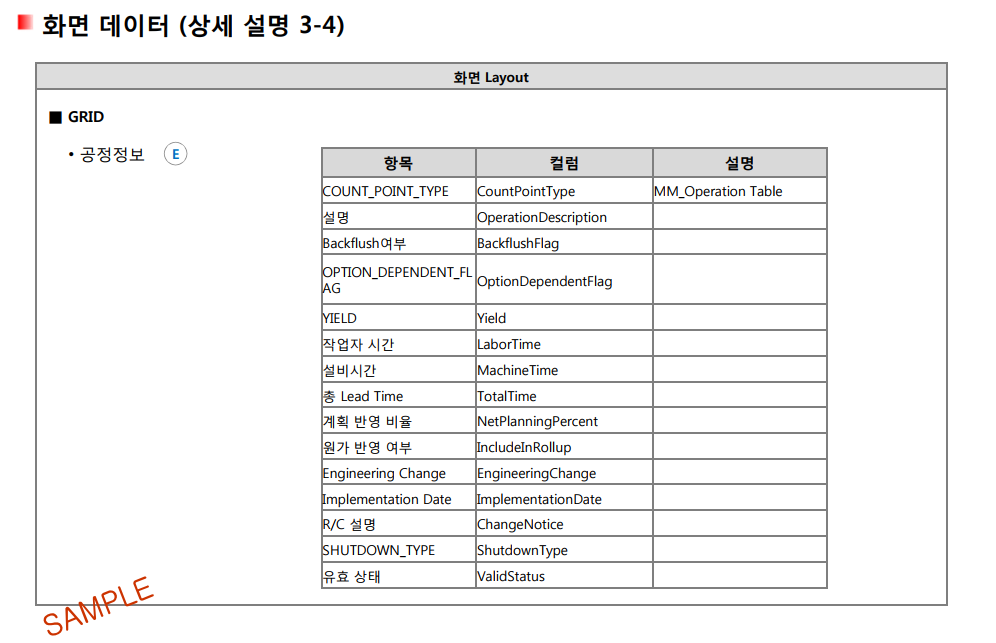 화면 데이터 (상세 설명 3-4)
화면 Layout
■ GRID
• 공정정보 E
항목 컬럼 설명
COUNT_POINT_TYPE CountPointType MM_Operation Table
설명 OperationDescription
Backflush여부 BackflushFlag
OPTION_DEPENDENT_FL
AG OptionDependentFlag
YIELD Yield
작업자 시간 LaborTime
설비시간 MachineTime
총 Lead Time TotalTime
계획 반영 비율 NetPlanningPercent
원가 반영 여부 IncludeInRollup
Engineering Change EngineeringChange
Implementation Date ImplementationDate
R/C 설명 ChangeNotice
SHUTDOWN_TYPE ShutdownType
유효 상태 ValidStatus
SAMPLE